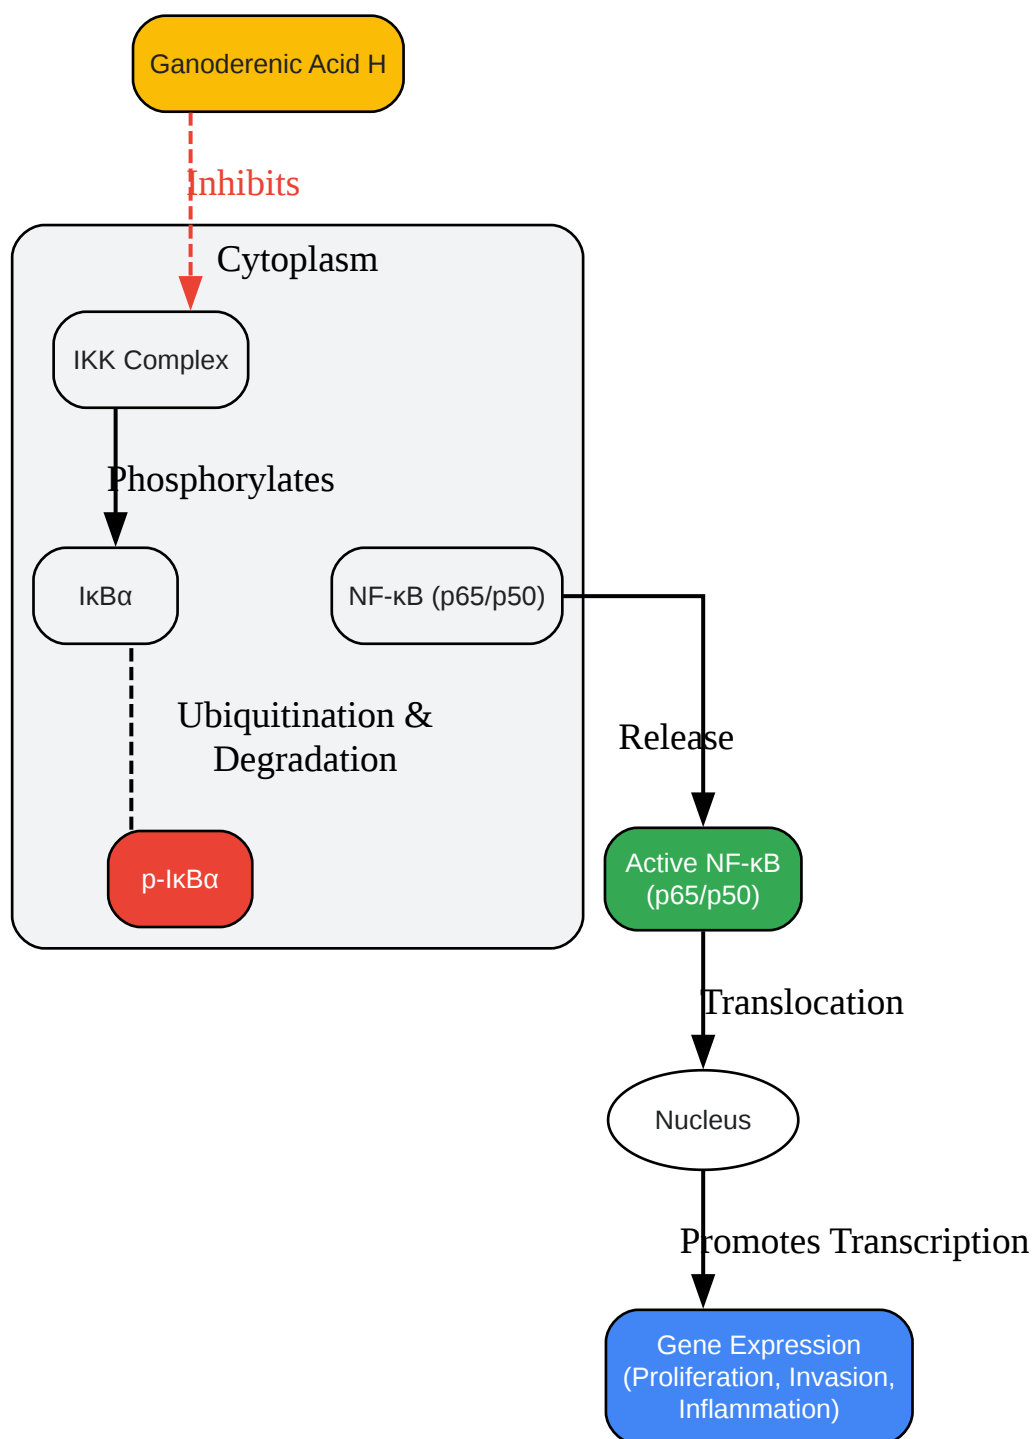 Ganoderenic Acid H
Inhibits
Cytoplasm
IKK Complex
Phosphorylates
IκBα
NF-κB (p65/p50)
Ubiquitination &
Degradation
Release
p-IκBα
Active NF-κB
(p65/p50)
Translocation
Nucleus
Promotes Transcription
Gene Expression
(Proliferation, Invasion,
Inflammation)